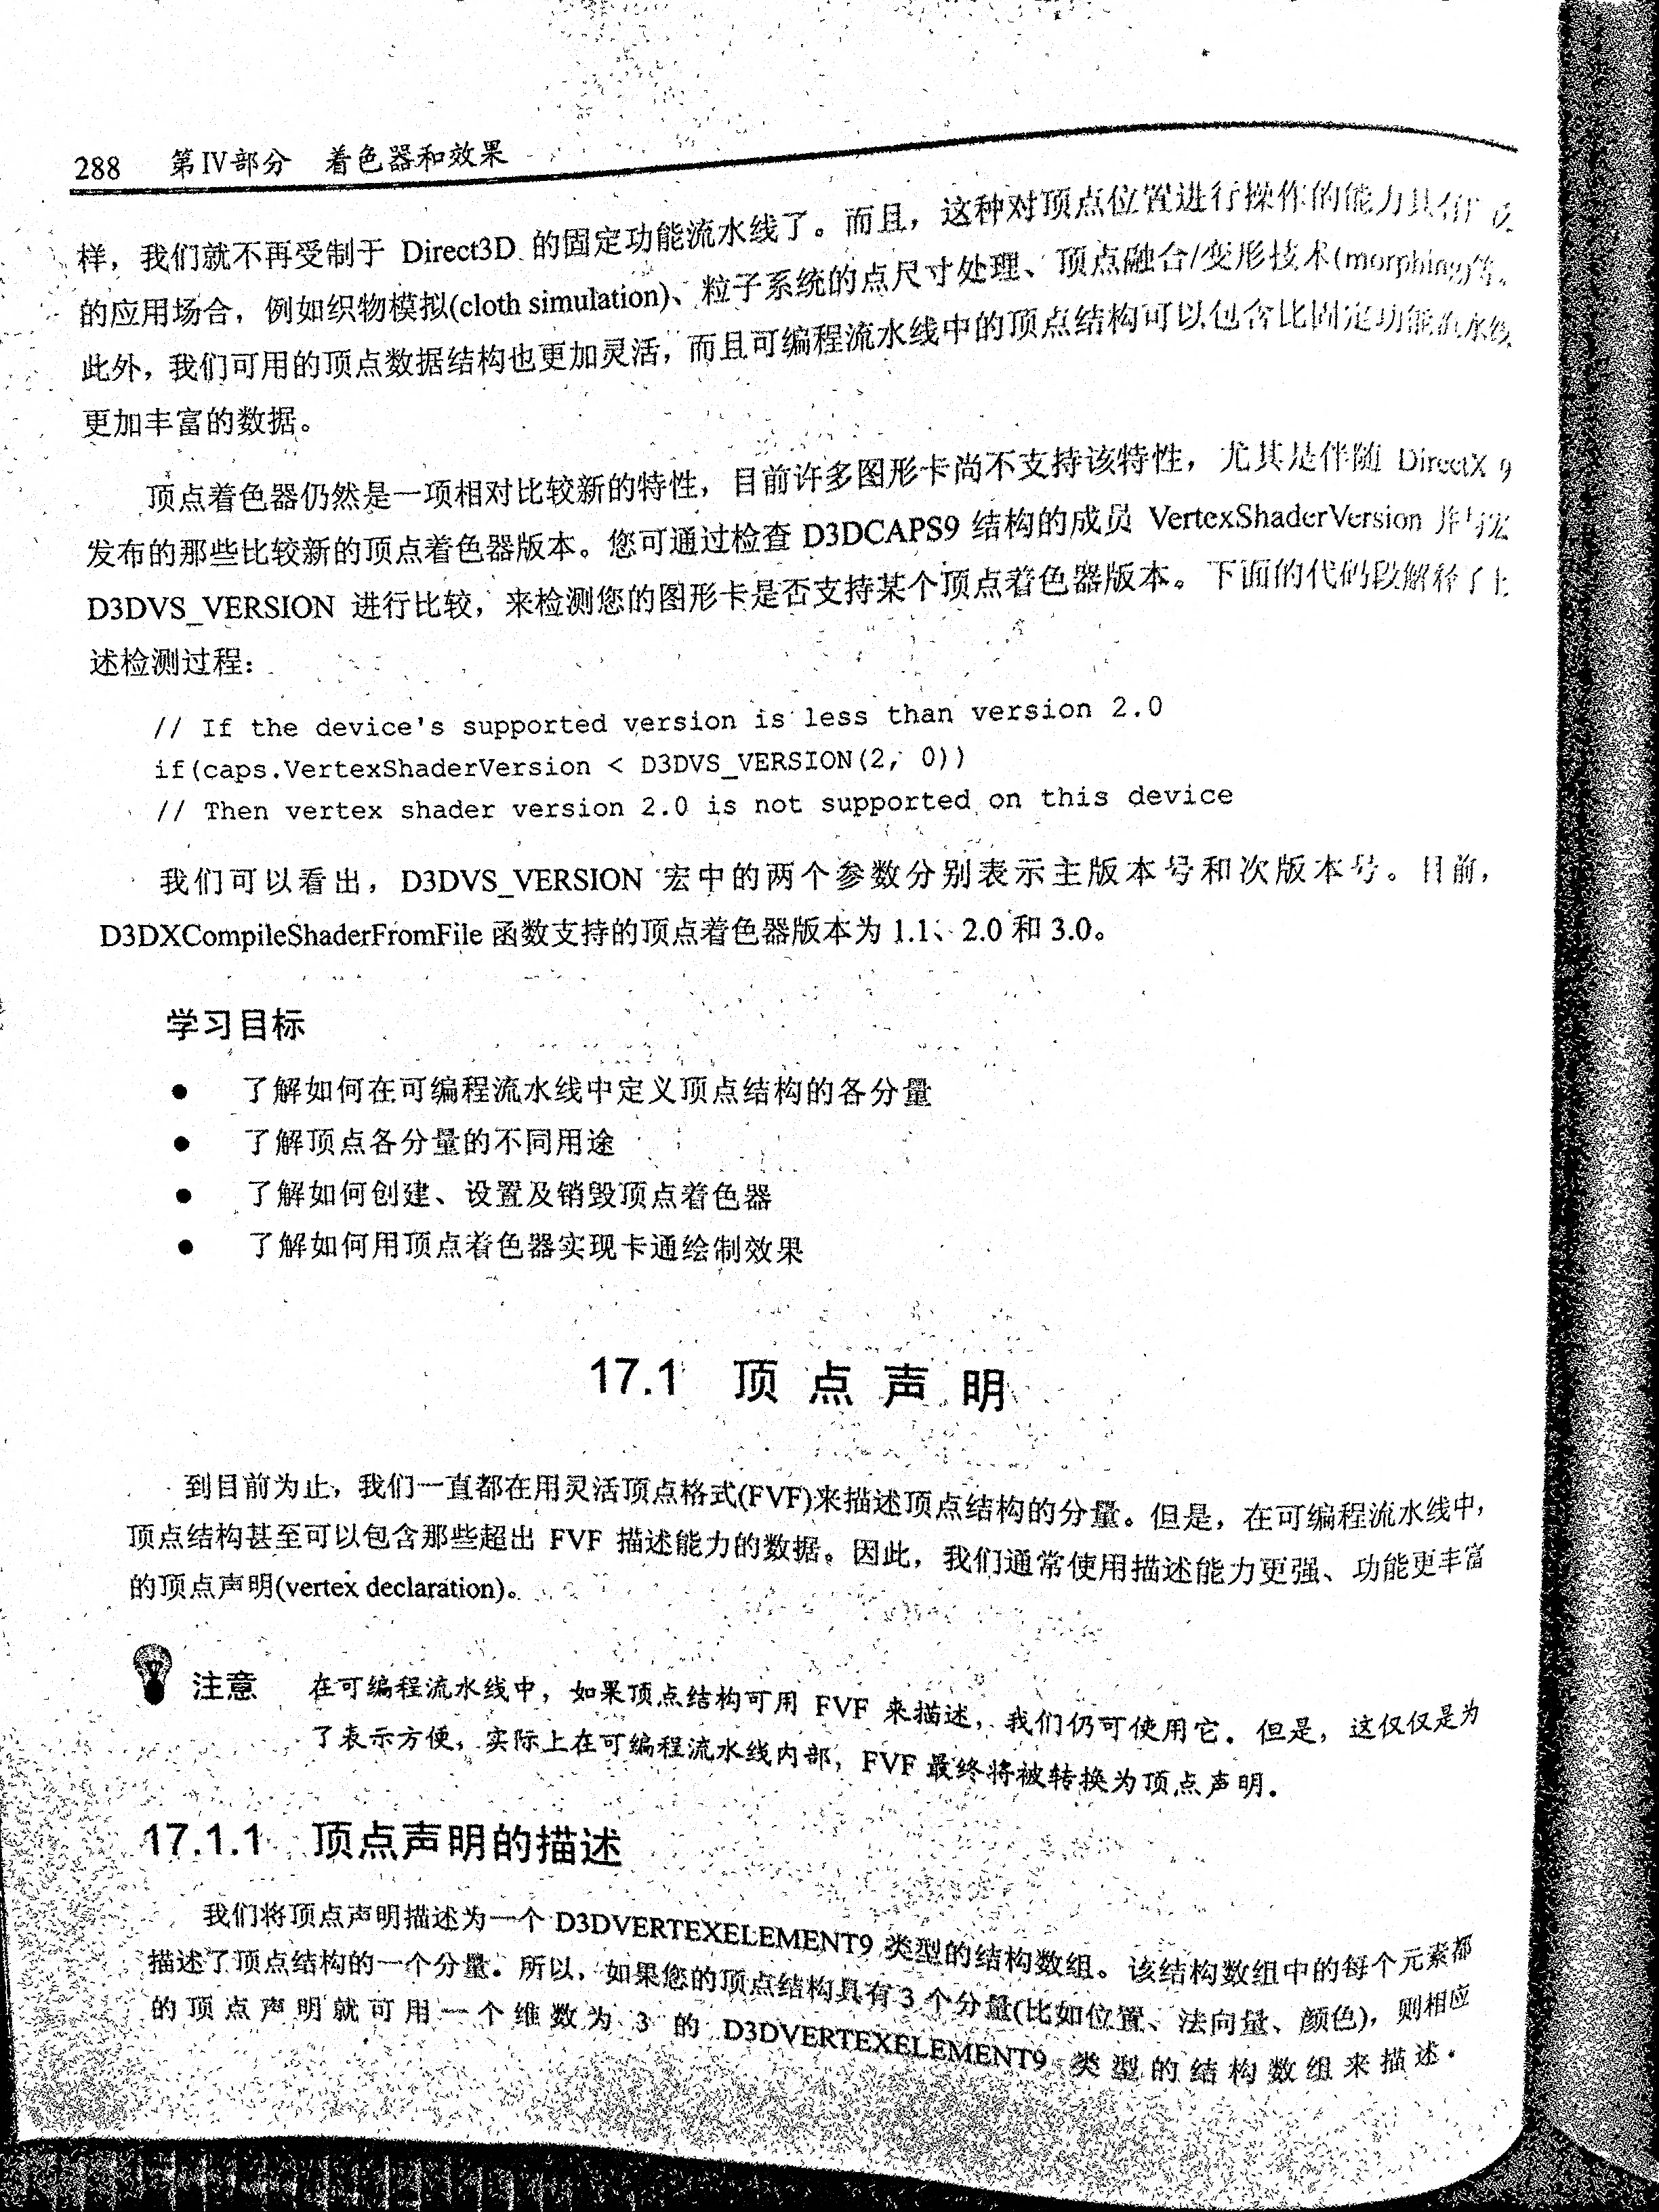 288 第IV部分 着色器和效果
样，我们就不再受制于 Direct3D 的固定功能流水线了。而且，这种对顶点位置进行操作的能力具有广泛
的应用场合，例如织物模拟(cloth simulation)、粒子系统的点尺寸处理、顶点融合/变形技术(morphing)等。
此外，我们可用的顶点数据结构也更加灵活，而且可编程流水线中的顶点结构可以包含比固定功能流水线
更加丰富的数据。
顶点着色器仍然是一项相对比较新的特性，目前许多图形卡尚不支持该特性，尤其是伴随 DirectX 9
发布的那些比较新的顶点着色器版本。您可通过检查 D3DCAPS9 结构的成员 VertexShaderVersion 并与宏
D3DVS_VERSION 进行比较，来检测您的图形卡是否支持某个顶点着色器版本。下面的代码段解释了上
述检测过程：
// If the device's supported version is less than version 2.0
if(caps.VertexShaderVersion < D3DVS_VERSION(2, 0))
// Then vertex shader version 2.0 is not supported on this device
我们可以看出，D3DVS_VERSION 宏中的两个参数分别表示主版本号和次版本号。目前，
D3DXCompileShaderFromFile 函数支持的顶点着色器版本为 1.1、2.0 和 3.0。
学习目标
● 了解如何在可编程流水线中定义顶点结构的各分量
● 了解顶点各分量的不同用途
● 了解如何创建、设置及销毁顶点着色器
● 了解如何用顶点着色器实现卡通绘制效果
17.1 顶点声明
到目前为止，我们一直都在用灵活顶点格式(FVF)来描述顶点结构的分量。但是，在可编程流水线中，
顶点结构甚至可以包含那些超出 FVF 描述能力的数据。因此，我们通常使用描述能力更强、功能更丰富
的顶点声明(vertex declaration)。
注意 在可编程流水线中，如果顶点结构可用 FVF 来描述，我们仍可使用它。但是，这仅仅是为
了表示方便，实际上在可编程流水线内部，FVF 最终将被转换为顶点声明。
17.1.1 顶点声明的描述
我们将顶点声明描述为一个 D3DVERTEXELEMENT9 类型的结构数组。该结构数组中的每个元素都
描述了顶点结构的一个分量。所以，如果您的顶点结构具有 3 个分量(比如位置、法向量、颜色)，则相应
的顶点声明就可用一个维数为 3 的 D3DVERTEXELEMENT9 类型的结构数组来描述。